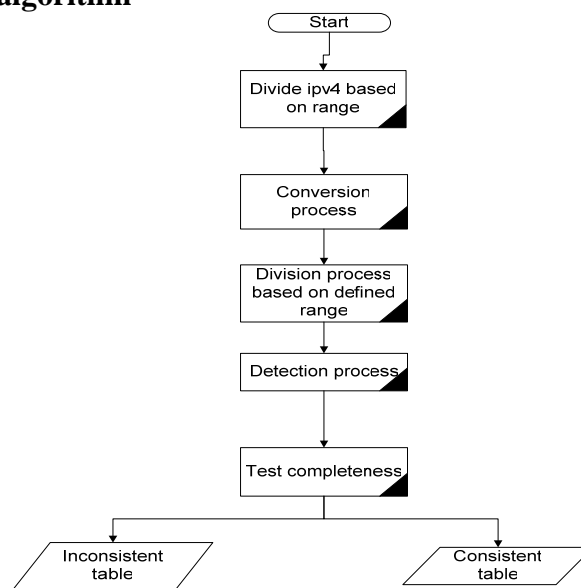 algorithm
Start
Divide ipv4 based
on range
Conversion
process
Division process
based on defined
range
Detection process
Test completeness
Inconsistent
table
Consistent
table